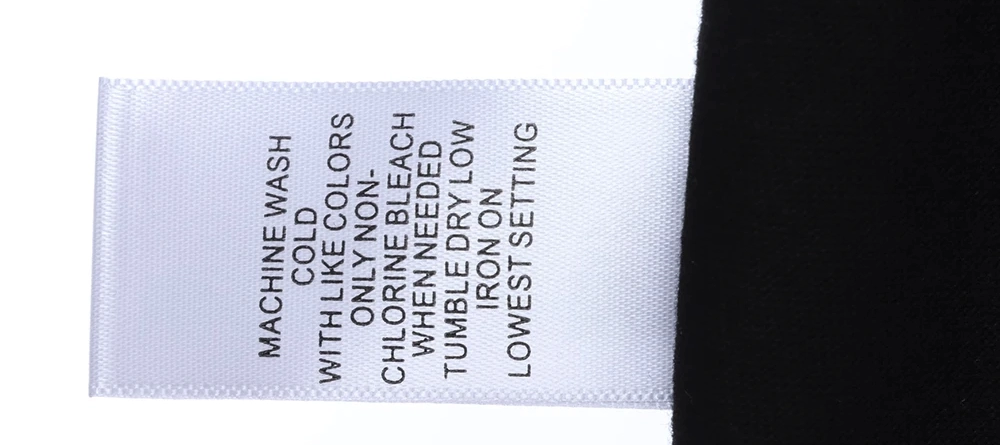 MACHINE WASH
COLD
WITH LIKE COLORS
ONLY NON-
CHLORINE BLEACH
WHEN NEEDED
TUMBLE DRY LOW
IRON ON
LOWEST SETTING